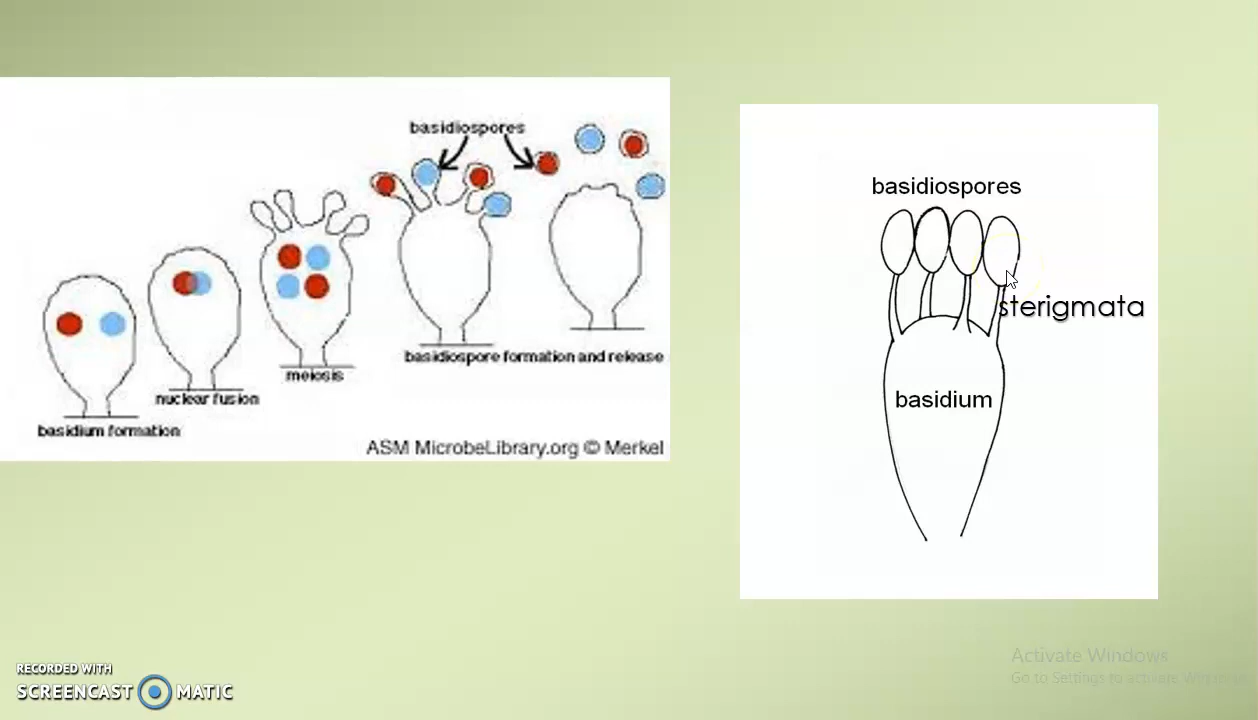 basidiospores
basidiospore formation and release
meiosis
nuclear fusion
basidium formation
ASM MicrobeLibrary.org © Merkel
basidiospores
sterigmata
basidium
Activate Windows
Go to Settings to activate Windows.
RECORDED WITH
SCREENCAST MATIC